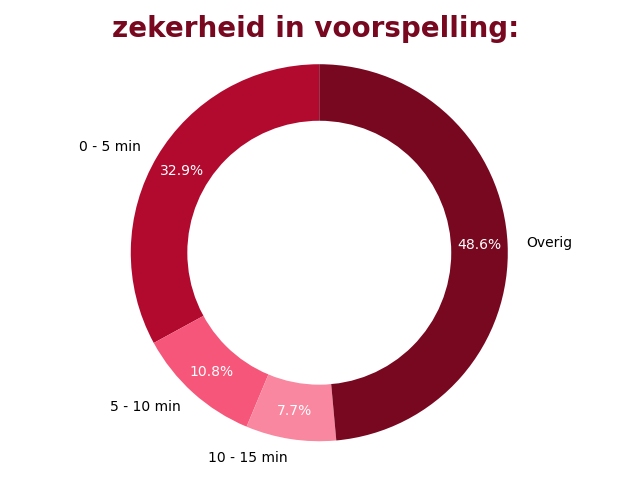 zekerheid in voorspelling:
0 - 5 min
32.9%
48.6%
Overig
10.8%
5 - 10 min
7.7%
10 - 15 min